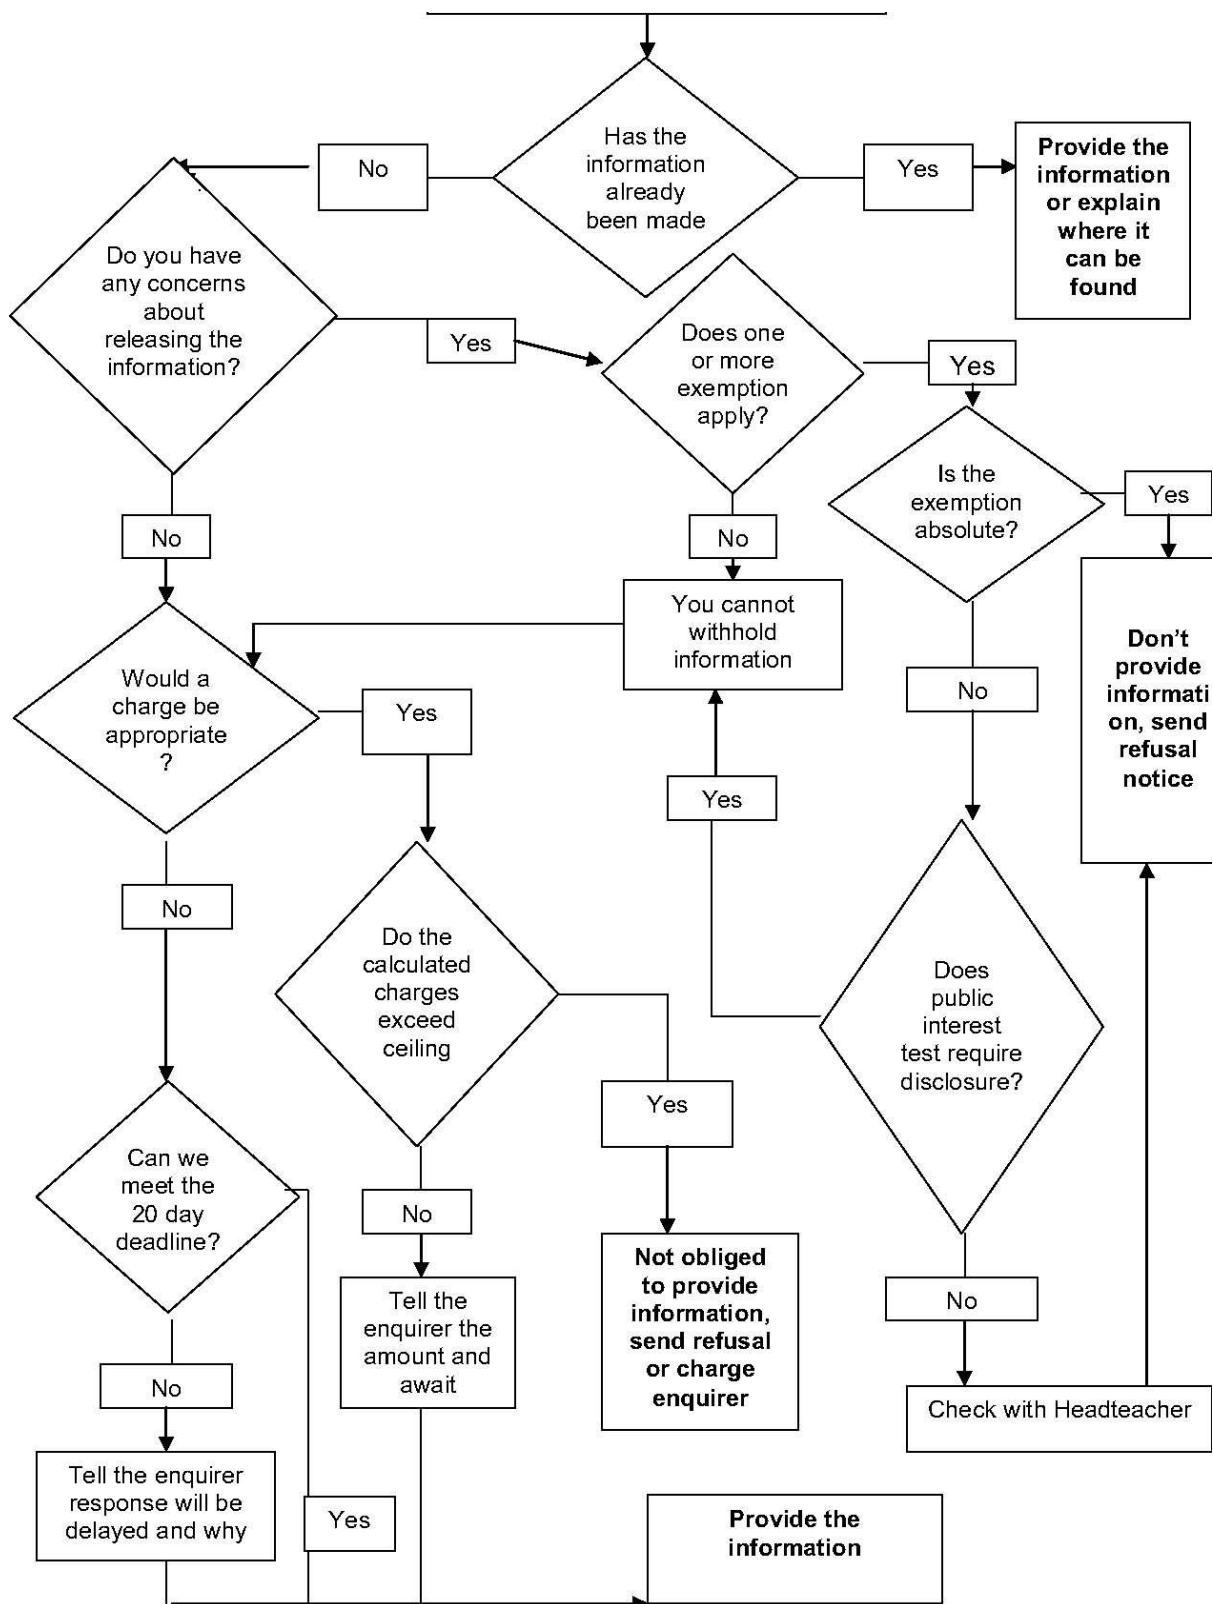 Has the
information
already
been made
No
Yes
Provide the
information
or explain
where it
can be
found
Do you have
any concerns
about
releasing the
information?
Yes
Does one
or more
exemption
apply?
Yes
Is the
exemption
absolute?
Yes
No
No
You cannot
withhold
information
Don’t
provide
informati
on, send
refusal
notice
Would a
charge be
appropriate
?
Yes
No
Yes
No
Do the
calculated
charges
exceed
ceiling
Does
public
interest
test require
disclosure?
Yes
Can we
meet the
20 day
deadline?
No
Not obliged
to provide
information,
send refusal
or charge
enquirer
No
Tell the
enquirer the
amount and
await
No
Check with Headteacher
Tell the enquirer
response will be
delayed and why
Yes
Provide the
information